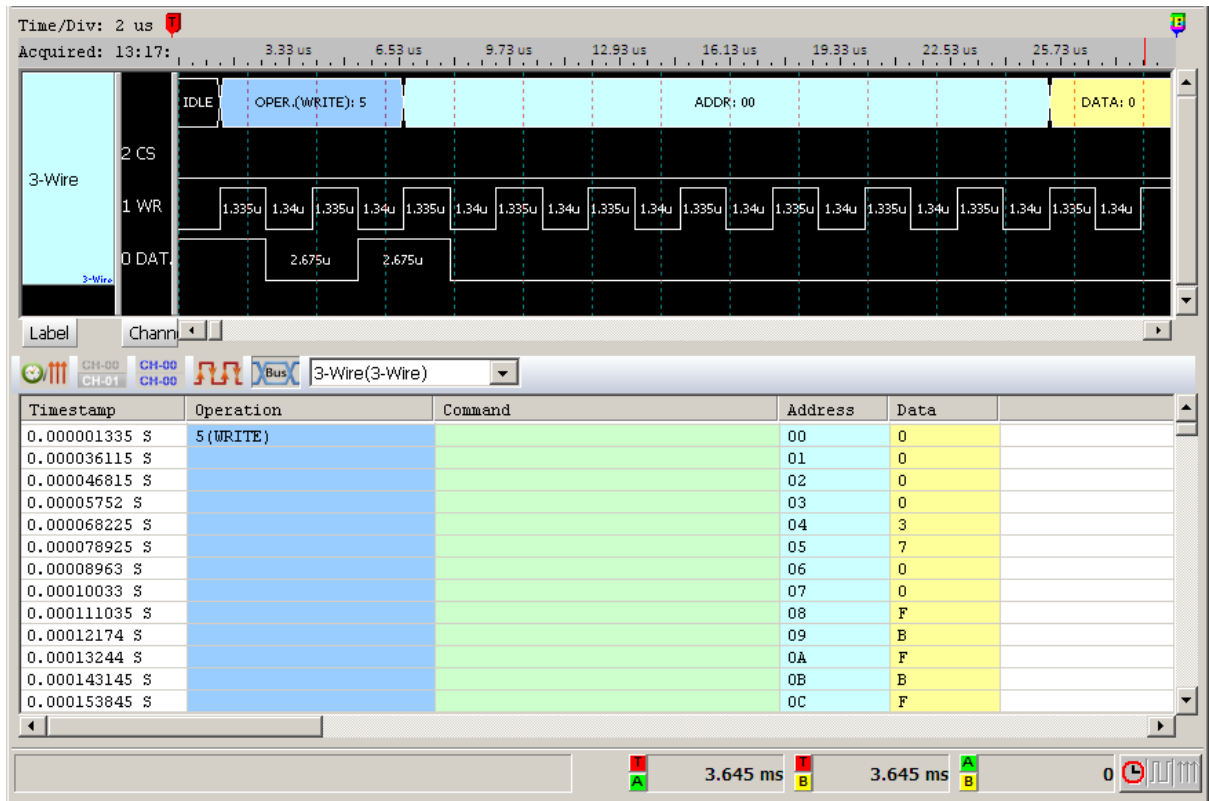 Time/Div: 2 us T B
Acquired: 13:17: 3.33 us 6.53 us 9.73 us 12.93 us 16.13 us 19.33 us 22.53 us 25.73 us
IDLE OPER.(WRITE): 5 ADDR: 00 DATA: 0
2 CS
3-Wire
1 WR 1.335u 1.34u 1.335u 1.34u 1.335u 1.34u 1.335u 1.34u 1.335u 1.34u 1.335u 1.34u 1.335u 1.34u 1.335u 1.34u 1.335u 1.34u 1.335u 1.34u
0 DAT. 2.675u 2.675u
3-Wire
Label Chann
CH-00 CH-01 CH-00 CH-00 Bus 3-Wire(3-Wire)
Timestamp Operation Command Address Data
0.000001335 S 5(WRITE) 00 0
0.000036115 S 01 0
0.000046815 S 02 0
0.00005752 S 03 0
0.000068225 S 04 3
0.000078925 S 05 7
0.00008963 S 06 0
0.00010033 S 07 0
0.000111035 S 08 F
0.00012174 S 09 B
0.00013244 S 0A F
0.000143145 S 0B B
0.000153845 S 0C F
T A 3.645 ms T B 3.645 ms A B 0